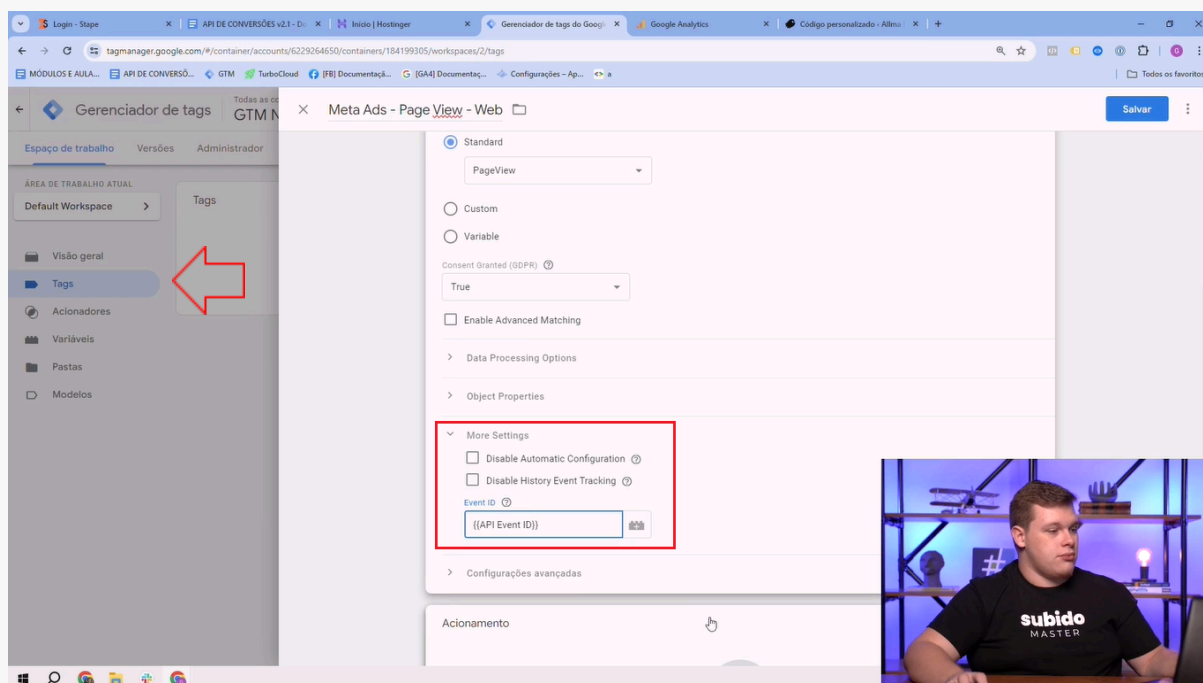 Login - Stape
API DE CONVERSÕES v2.1 - Do
Início | Hostinger
Gerenciador de tags do Googl
Google Analytics
Código personalizado - Allma
tagmanager.google.com/#/container/accounts/6229264650/containers/184199305/workspaces/2/tags
MÓDULOS E AULA...
API DE CONVERSÕ...
GTM
TurboCloud
[FB] Documentaçã...
[GA4] Documentaç...
Configurações – Ap...
a
Todos os favoritos
Gerenciador de tags
Todas as co
GTM N
Meta Ads - Page View - Web
Salvar
Espaço de trabalho
Versões
Administrador
ÁREA DE TRABALHO ATUAL
Default Workspace
Tags
Visão geral
Tags
Acionadores
Variáveis
Pastas
Modelos
Standard
PageView
Custom
Variable
Consent Granted (GDPR)
True
Enable Advanced Matching
Data Processing Options
Object Properties
More Settings
Disable Automatic Configuration
Disable History Event Tracking
Event ID
{{API Event ID}}
Configurações avançadas
Acionamento
#
subido
MASTER